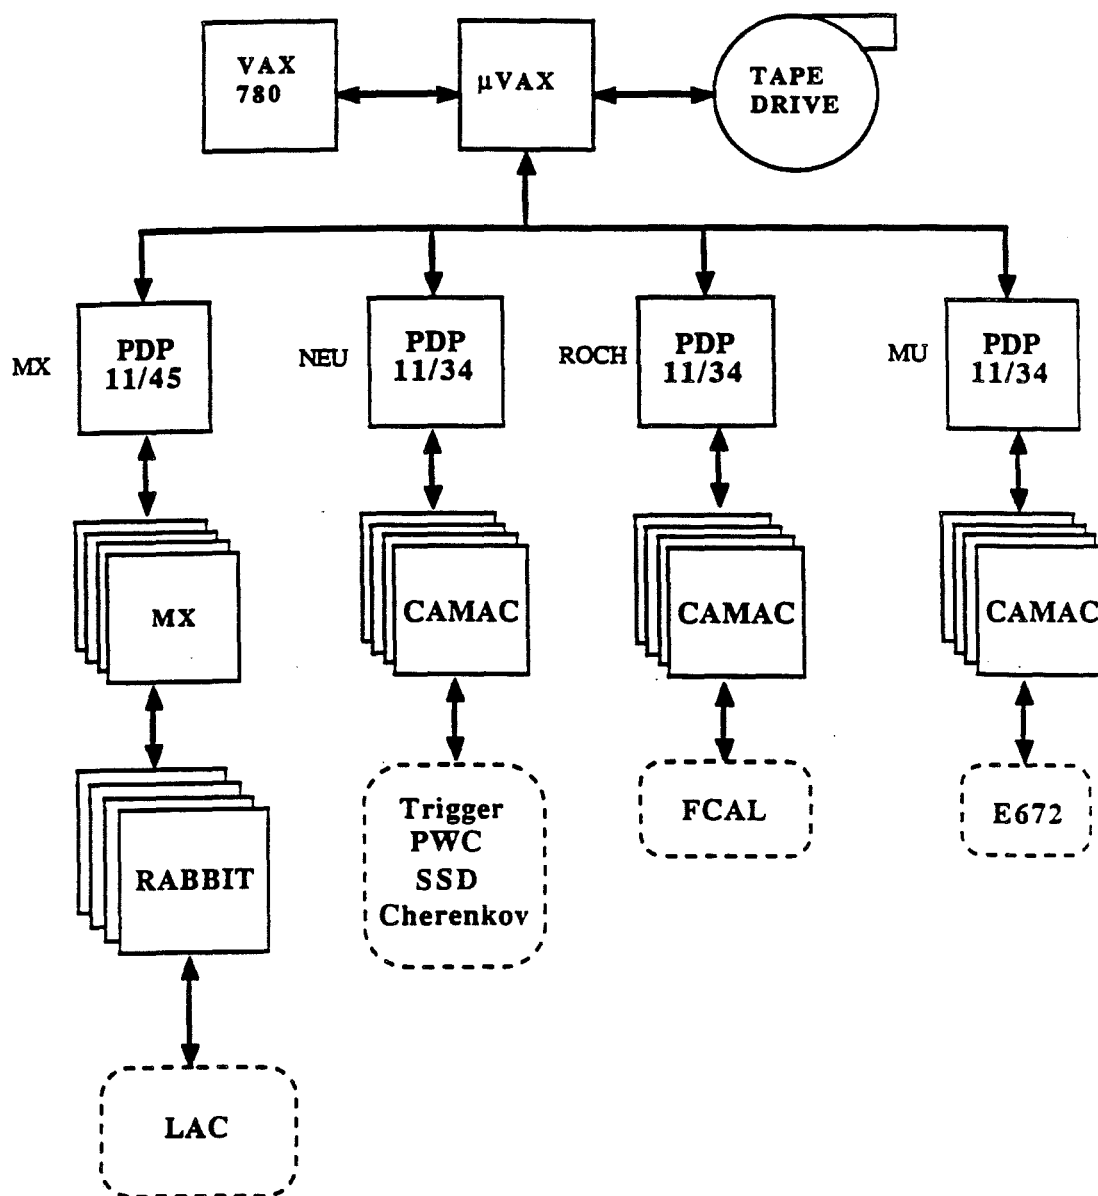 VAX
780
μVAX
TAPE
DRIVE
MX
PDP
11/45
NEU
PDP
11/34
ROCH
PDP
11/34
MU
PDP
11/34
MX
CAMAC
CAMAC
CAMAC
RABBIT
Trigger
PWC
SSD
Cherenkov
FCAL
E672
LAC